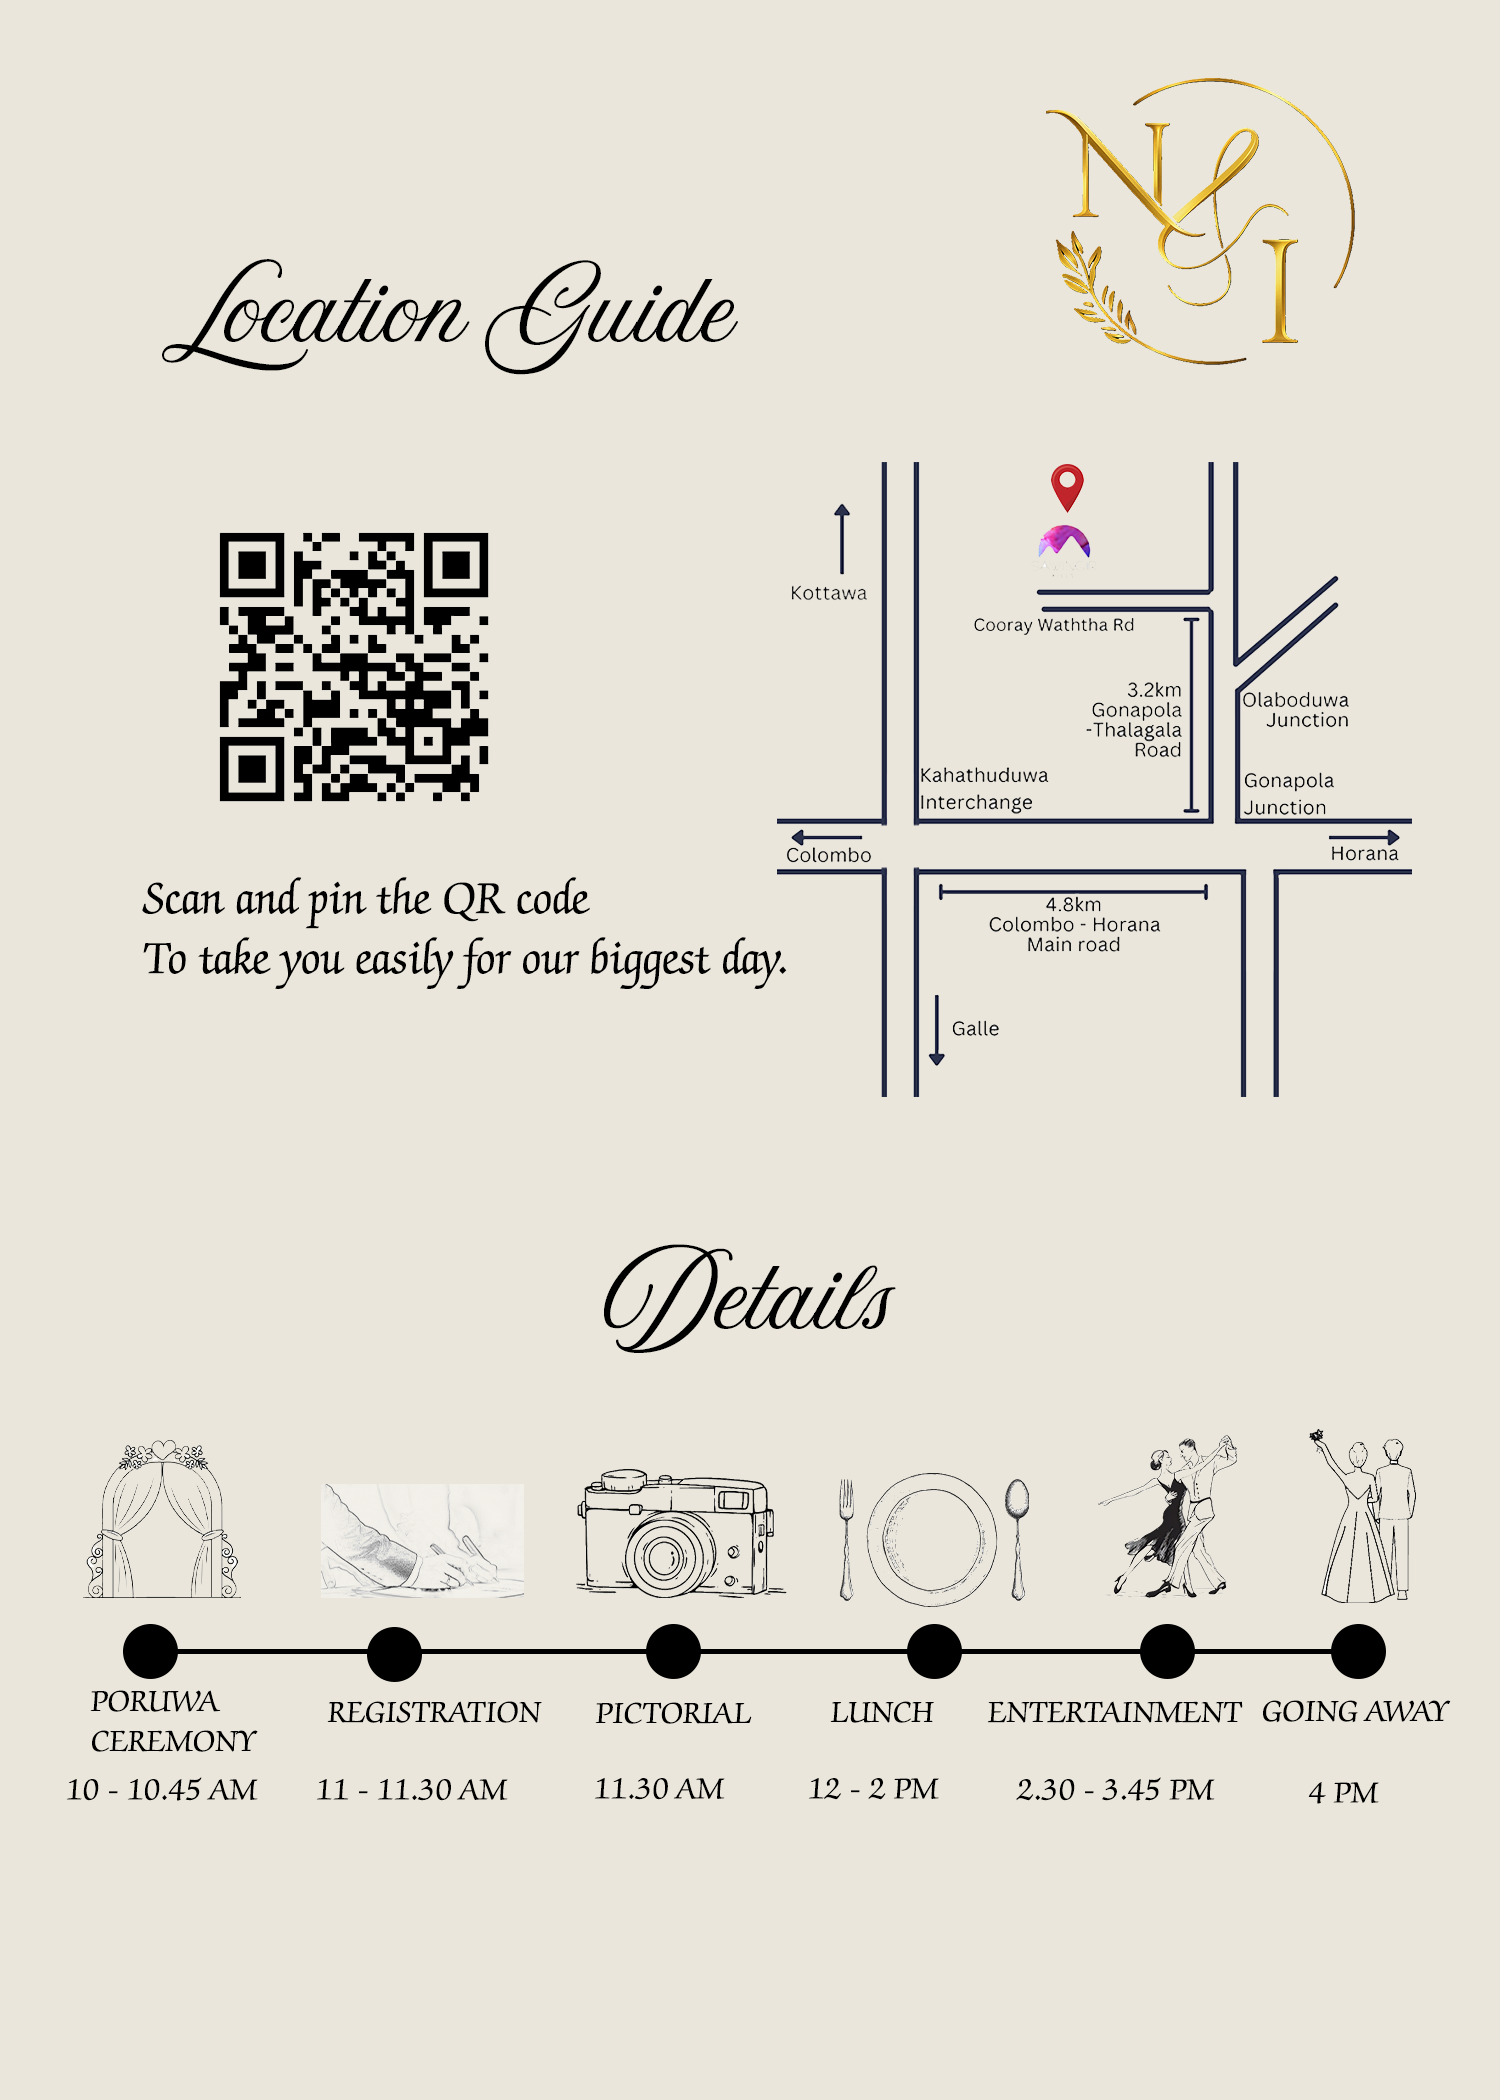 N & I
Location Guide
Kottawa
Cooray Waththa Rd
3.2km
Gonapola
-Thalagala
Road
Olaboduwa
Junction
Kahathuduwa
Interchange
Gonapola
Junction
Colombo
Horana
4.8km
Colombo - Horana
Main road
Galle
Scan and pin the QR code
To take you easily for our biggest day.
Details
PORUWA
CEREMONY
10 - 10.45 AM
REGISTRATION
11 - 11.30 AM
PICTORIAL
11.30 AM
LUNCH
12 - 2 PM
ENTERTAINMENT
2.30 - 3.45 PM
GOING AWAY
4 PM